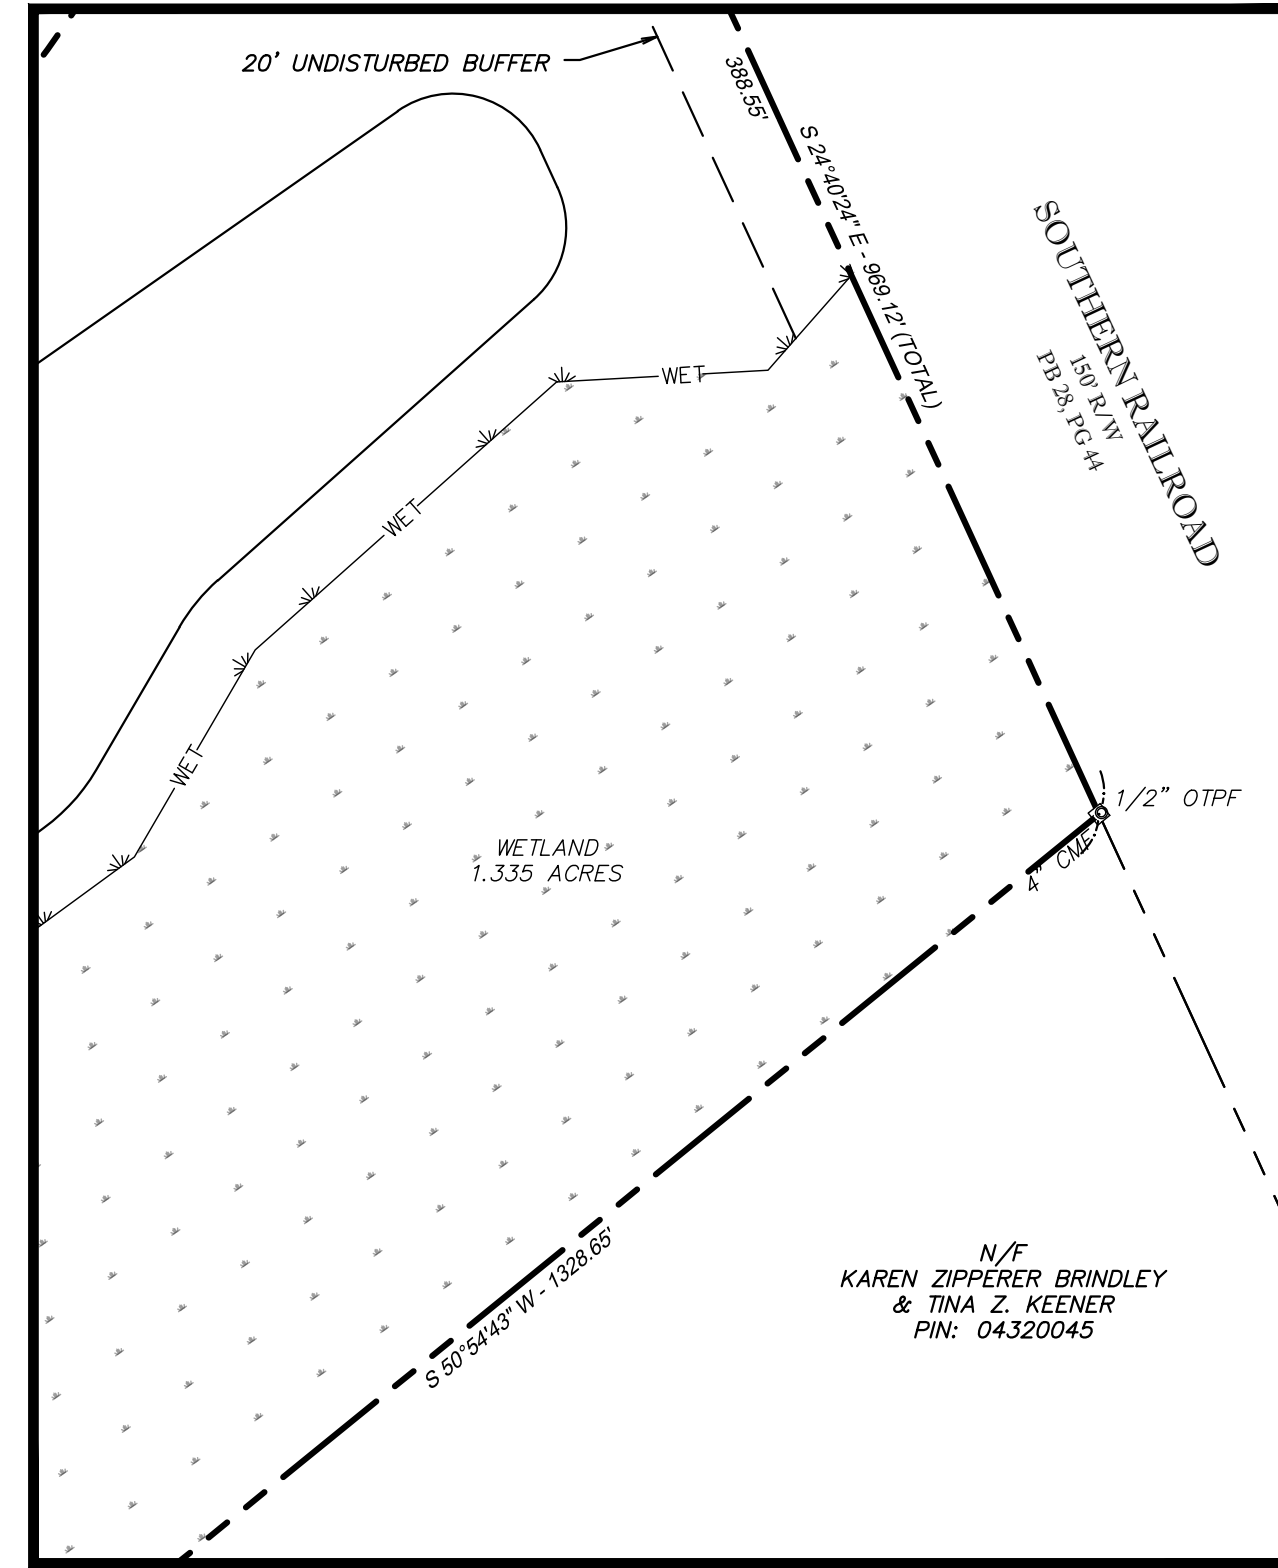 20' UNDISTURBED BUFFER
388.55'
S 24°40'24" E - 969.12' (TOTAL)
SOUTHERN RAILROAD
150' R/W
PB 28, PG 44
WET
WET
WET
WETLAND
1.335 ACRES
1/2" OTPF
4" CMF
S 50°54'43" W - 1328.65'
N/F
KAREN ZIPPERER BRINDLEY
& TINA Z. KEENER
PIN: 04320045